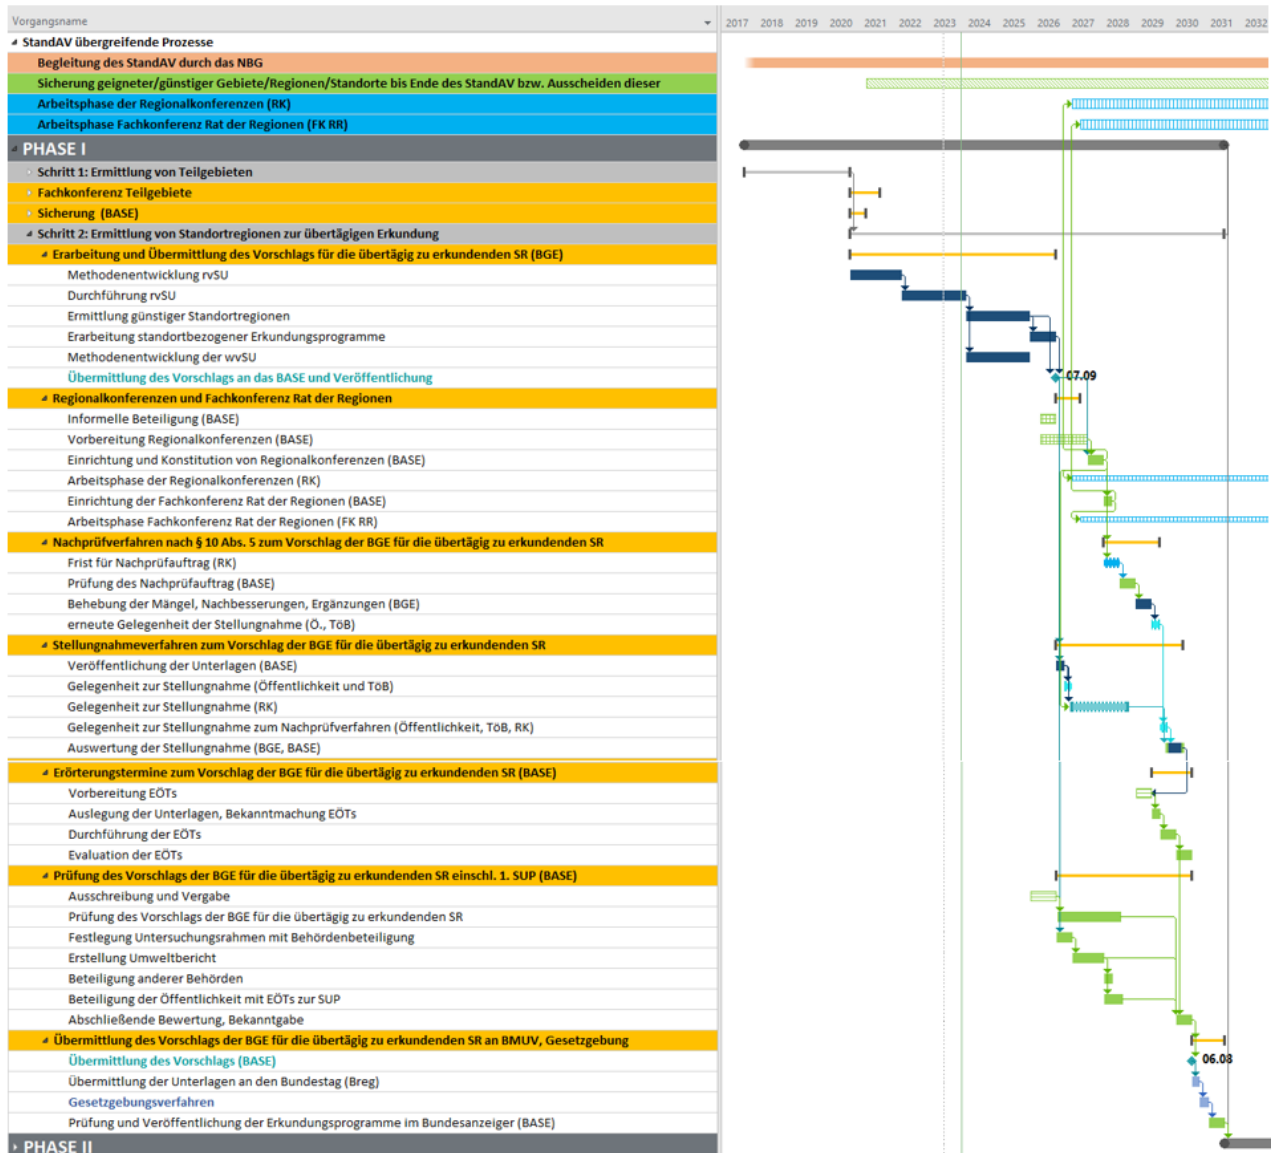 Vorgangsname
2017 2018 2019 2020 2021 2022 2023 2024 2025 2026 2027 2028 2029 2030 2031 2032
StandAV übergreifende Prozesse
Begleitung des StandAV durch das NBG
Sicherung geigneter/günstiger Gebiete/Regionen/Standorte bis Ende des StandAV bzw. Ausscheiden dieser
Arbeitsphase der Regionalkonferenzen (RK)
Arbeitsphase Fachkonferenz Rat der Regionen (FK RR)
PHASE I
Schritt 1: Ermittlung von Teilgebieten
Fachkonferenz Teilgebiete
Sicherung (BASE)
Schritt 2: Ermittlung von Standortregionen zur übertägigen Erkundung
Erarbeitung und Übermittlung des Vorschlags für die übertägig zu erkundenden SR (BGE)
Methodenentwicklung rvSU
Durchführung rvSU
Ermittlung günstiger Standortregionen
Erarbeitung standortbezogener Erkundungsprogramme
Methodenentwicklung der wvSU
Übermittlung des Vorschlags an das BASE und Veröffentlichung
07.09
Regionalkonferenzen und Fachkonferenz Rat der Regionen
Informelle Beteiligung (BASE)
Vorbereitung Regionalkonferenzen (BASE)
Einrichtung und Konstitution von Regionalkonferenzen (BASE)
Arbeitsphase der Regionalkonferenzen (RK)
Einrichtung der Fachkonferenz Rat der Regionen (BASE)
Arbeitsphase Fachkonferenz Rat der Regionen (FK RR)
Nachprüfverfahren nach § 10 Abs. 5 zum Vorschlag der BGE für die übertägig zu erkundenden SR
Frist für Nachprüfauftrag (RK)
Prüfung des Nachprüfauftrag (BASE)
Behebung der Mängel, Nachbesserungen, Ergänzungen (BGE)
erneute Gelegenheit der Stellungnahme (Ö., TöB)
Stellungnahmeverfahren zum Vorschlag der BGE für die übertägig zu erkundenden SR
Veröffentlichung der Unterlagen (BASE)
Gelegenheit zur Stellungnahme (Öffentlichkeit und TöB)
Gelegenheit zur Stellungnahme (RK)
Gelegenheit zur Stellungnahme zum Nachprüfverfahren (Öffentlichkeit, TöB, RK)
Auswertung der Stellungnahme (BGE, BASE)
Erörterungstermine zum Vorschlag der BGE für die übertägig zu erkundenden SR (BASE)
Vorbereitung EÖTs
Auslegung der Unterlagen, Bekanntmachung EÖTs
Durchführung der EÖTs
Evaluation der EÖTs
Prüfung des Vorschlags der BGE für die übertägig zu erkundenden SR einschl. 1. SUP (BASE)
Ausschreibung und Vergabe
Prüfung des Vorschlags der BGE für die übertägig zu erkundenden SR
Festlegung Untersuchungsrahmen mit Behördenbeteiligung
Erstellung Umweltbericht
Beteiligung anderer Behörden
Beteiligung der Öffentlichkeit mit EÖTs zur SUP
Abschließende Bewertung, Bekanntgabe
Übermittlung des Vorschlags der BGE für die übertägig zu erkundenden SR an BMUV, Gesetzgebung
Übermittlung des Vorschlags (BASE)
06.08
Übermittlung der Unterlagen an den Bundestag (Breg)
Gesetzgebungsverfahren
Prüfung und Veröffentlichung der Erkundungsprogramme im Bundesanzeiger (BASE)
PHASE II